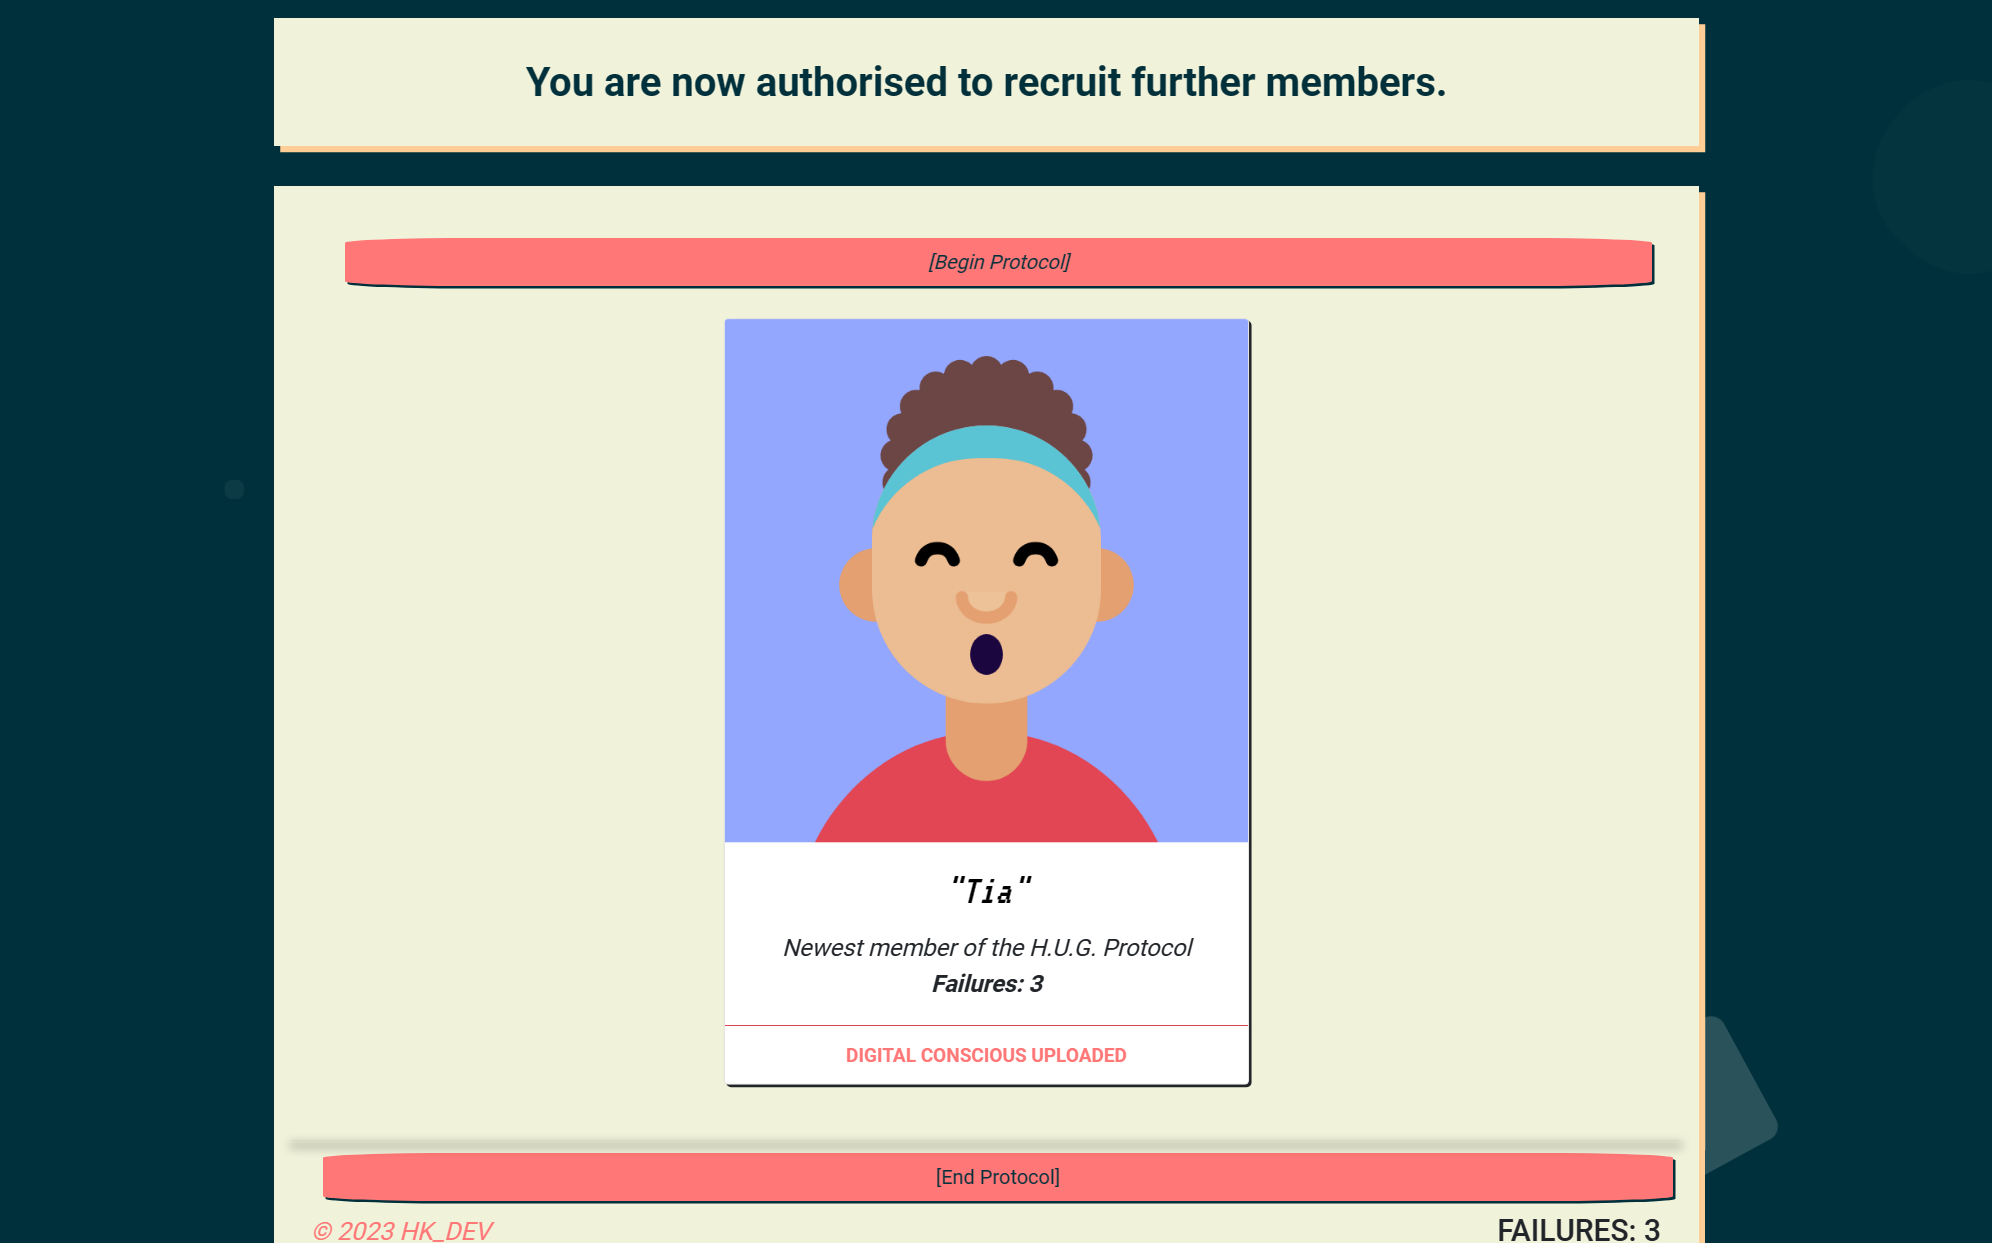 You are now authorised to recruit further members.
[Begin Protocol]
"Tia"
Newest member of the H.U.G. Protocol
Failures: 3
DIGITAL CONSCIOUS UPLOADED
[End Protocol]
© 2023 HK_DEV
FAILURES: 3